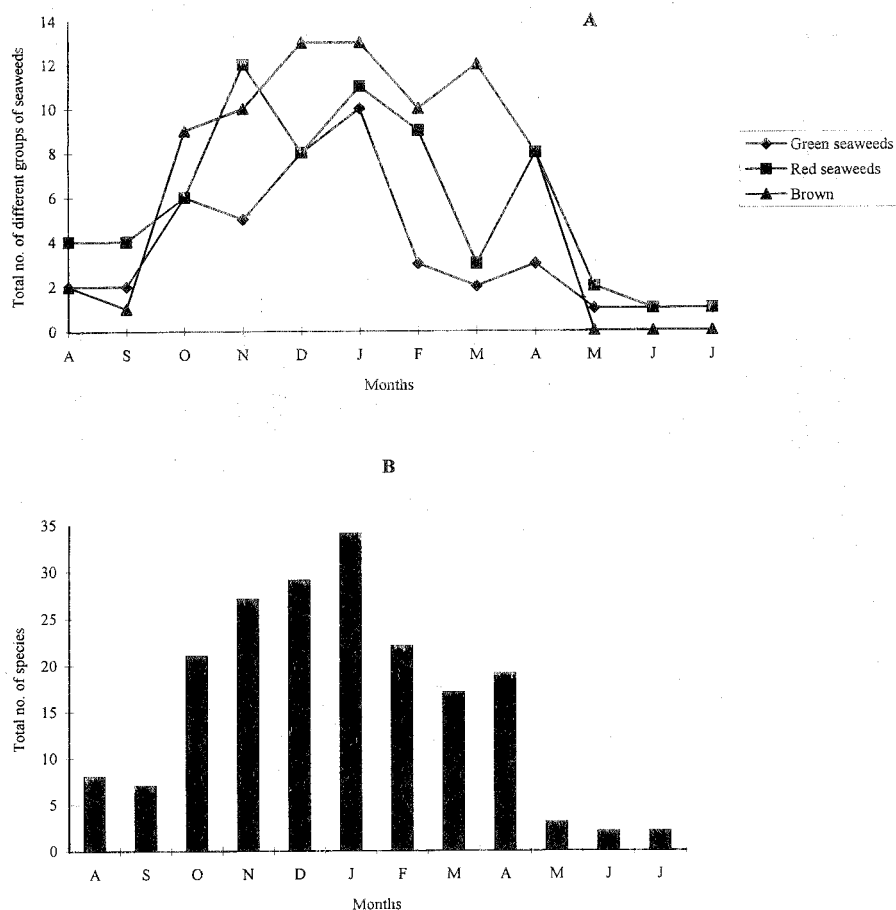 A
Total no. of different groups of seaweeds
14
12
10
8
6
4
2
0
A S O N D J F M A M J J
Months
Green seaweeds
Red seaweeds
Brown
B
Total no. of species
35
30
25
20
15
10
5
0
A S O N D J F M A M J J
Months